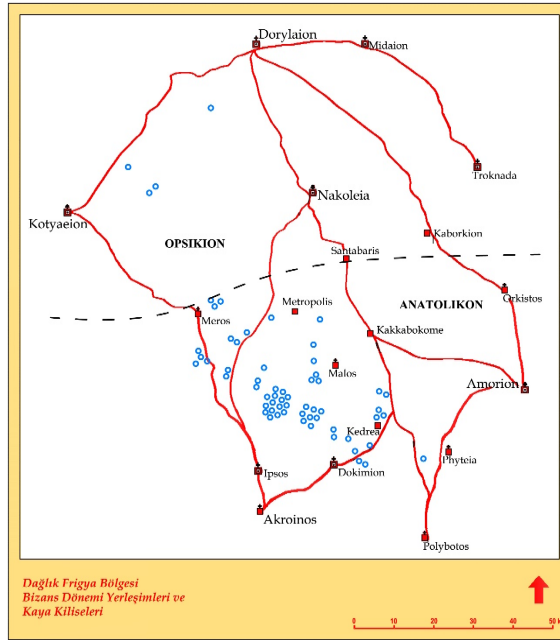 Dorylaion
Midaion
Troknada
Nakoleia
Kotyaeion
Kaborkion
OPSIKION
Santabaris
Orkistos
ANATOLIKON
Metropolis
Meros
Kakkabokome
Malos
Amorion
Kedrea
Phyteia
Ipsos
Dokimion
Akroinos
Polybotos
Dağlık Frigya Bölgesi
Bizans Dönemi Yerleşimleri ve
Kaya Kiliseleri
0 10 20 30 40